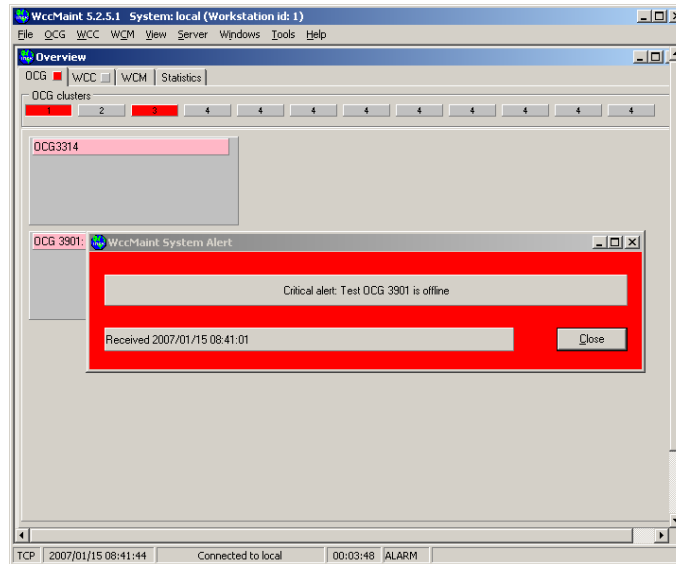 WccMaint 5.2.5.1 System: local (Workstation id: 1)
File OCG WCC WCM View Server Windows Tools Help
Overview
OCG WCC WCM Statistics
OCG clusters
1 2 3 4 4 4 4 4 4 4 4 4
OCG3314
OCG 3901:
WccMaint System Alert
Critical alert: Test OCG 3901 is offline
Received 2007/01/15 08:41:01
Close
TCP 2007/01/15 08:41:44 Connected to local 00:03:48 ALARM